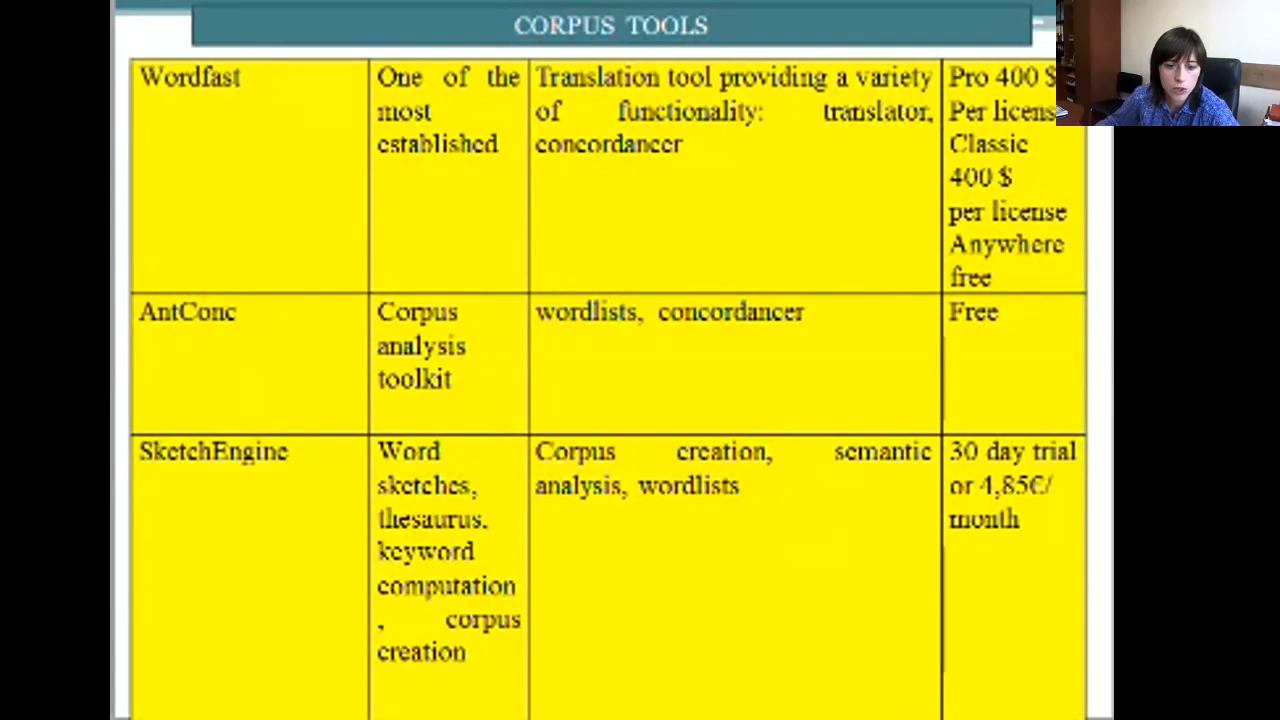 CORPUS TOOLS
Wordfast
One of the
most
established
Translation tool providing a variety
of functionality: translator,
concordancer
Pro 400 $
Per licens
Classic
400 $
per license
Anywhere
free
AntConc
Corpus
analysis
toolkit
wordlists, concordancer
Free
SketchEngine
Word
sketches,
thesaurus,
keyword
computation
, corpus
creation
Corpus creation, semantic
analysis, wordlists
30 day trial
or 4,85€/
month